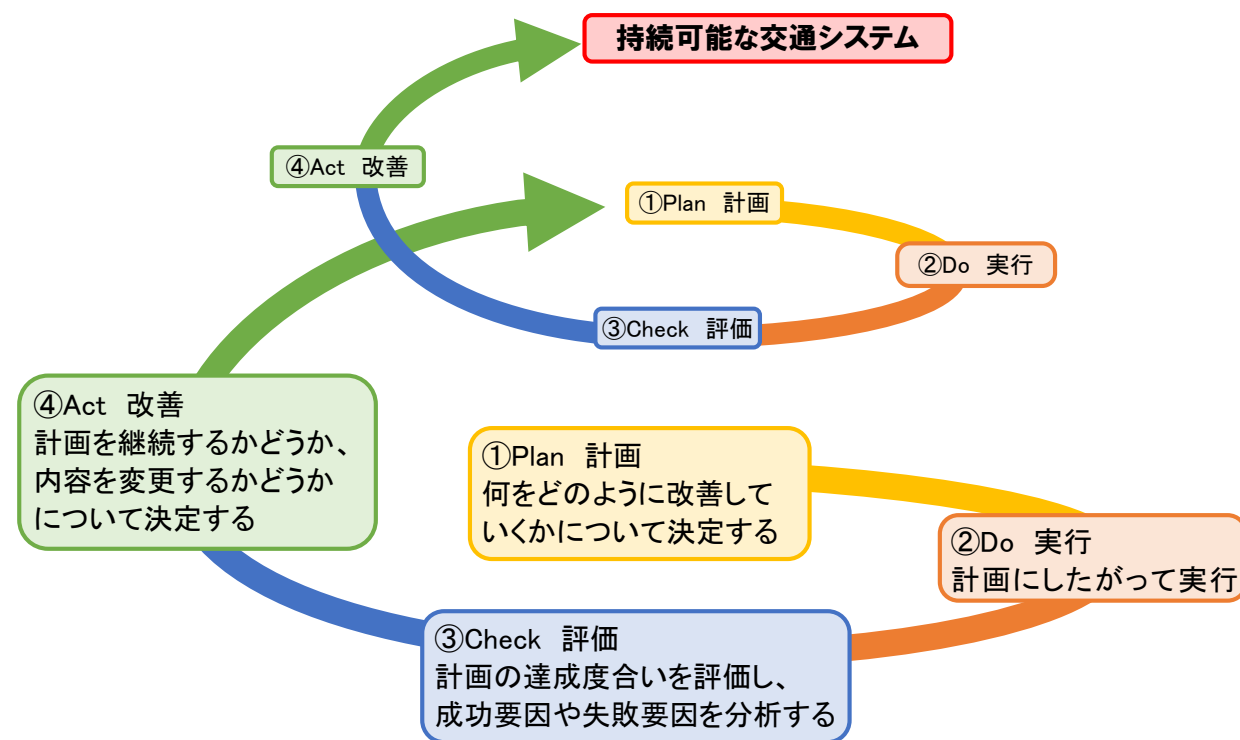 持続可能な交通システム
④Act 改善
①Plan 計画
②Do 実行
③Check 評価
④Act 改善
計画を継続するかどうか、
内容を変更するかどうか
について決定する
①Plan 計画
何をどのように改善して
いくかについて決定する
②Do 実行
計画にしたがって実行
③Check 評価
計画の達成度合いを評価し、
成功要因や失敗要因を分析する